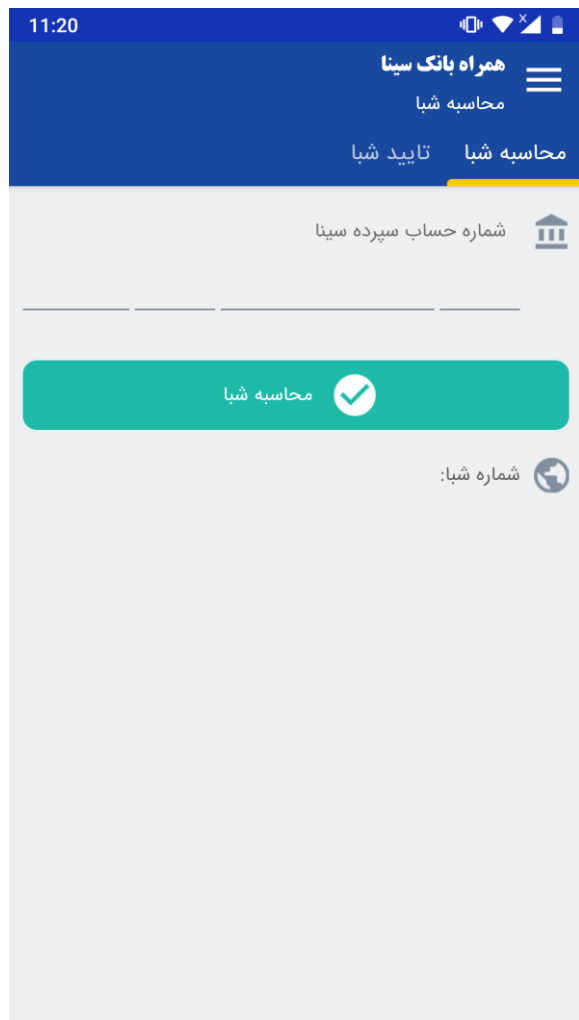 11:20
همراه بانک سینا
محاسبه شبا
محاسبه شبا تایید شبا
شماره حساب سپرده سینا
محاسبه شبا
شماره شبا: